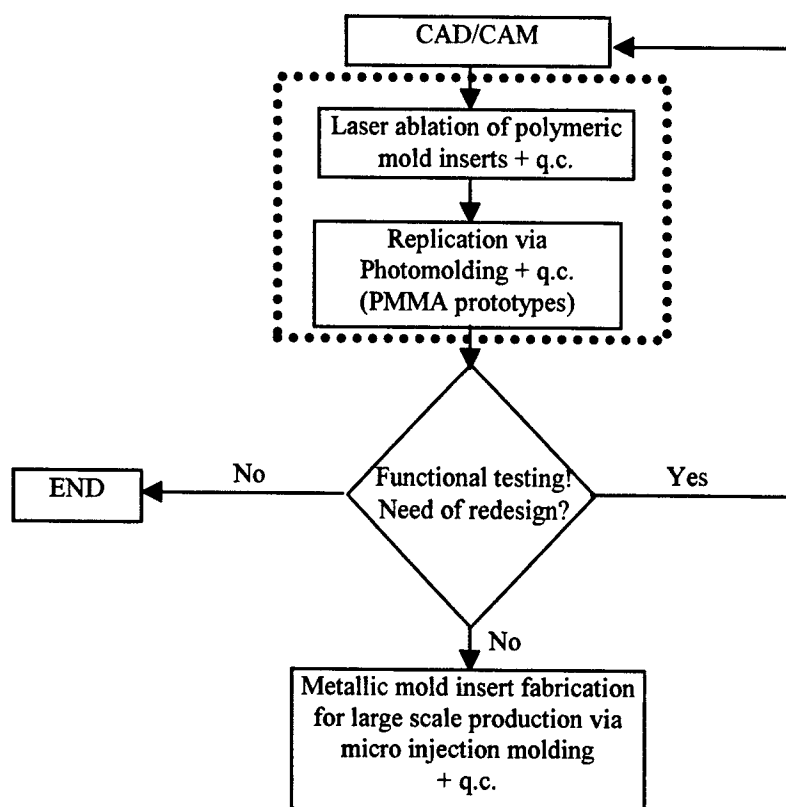 CAD/CAM
Laser ablation of polymeric
mold inserts + q.c.
Replication via
Photomolding + q.c.
(PMMA prototypes)
Functional testing!
Need of redesign?
No
END
Yes
No
Metallic mold insert fabrication
for large scale production via
micro injection molding
+ q.c.